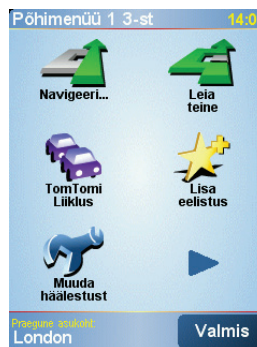 Põhimenüü 1 3-st 14:0
Navigeeri...
Leia
teine
TomTomi
Liiklus
Lisa
eelistus
Muuda
häälestust
Praegune asukoht:
London
Valmis